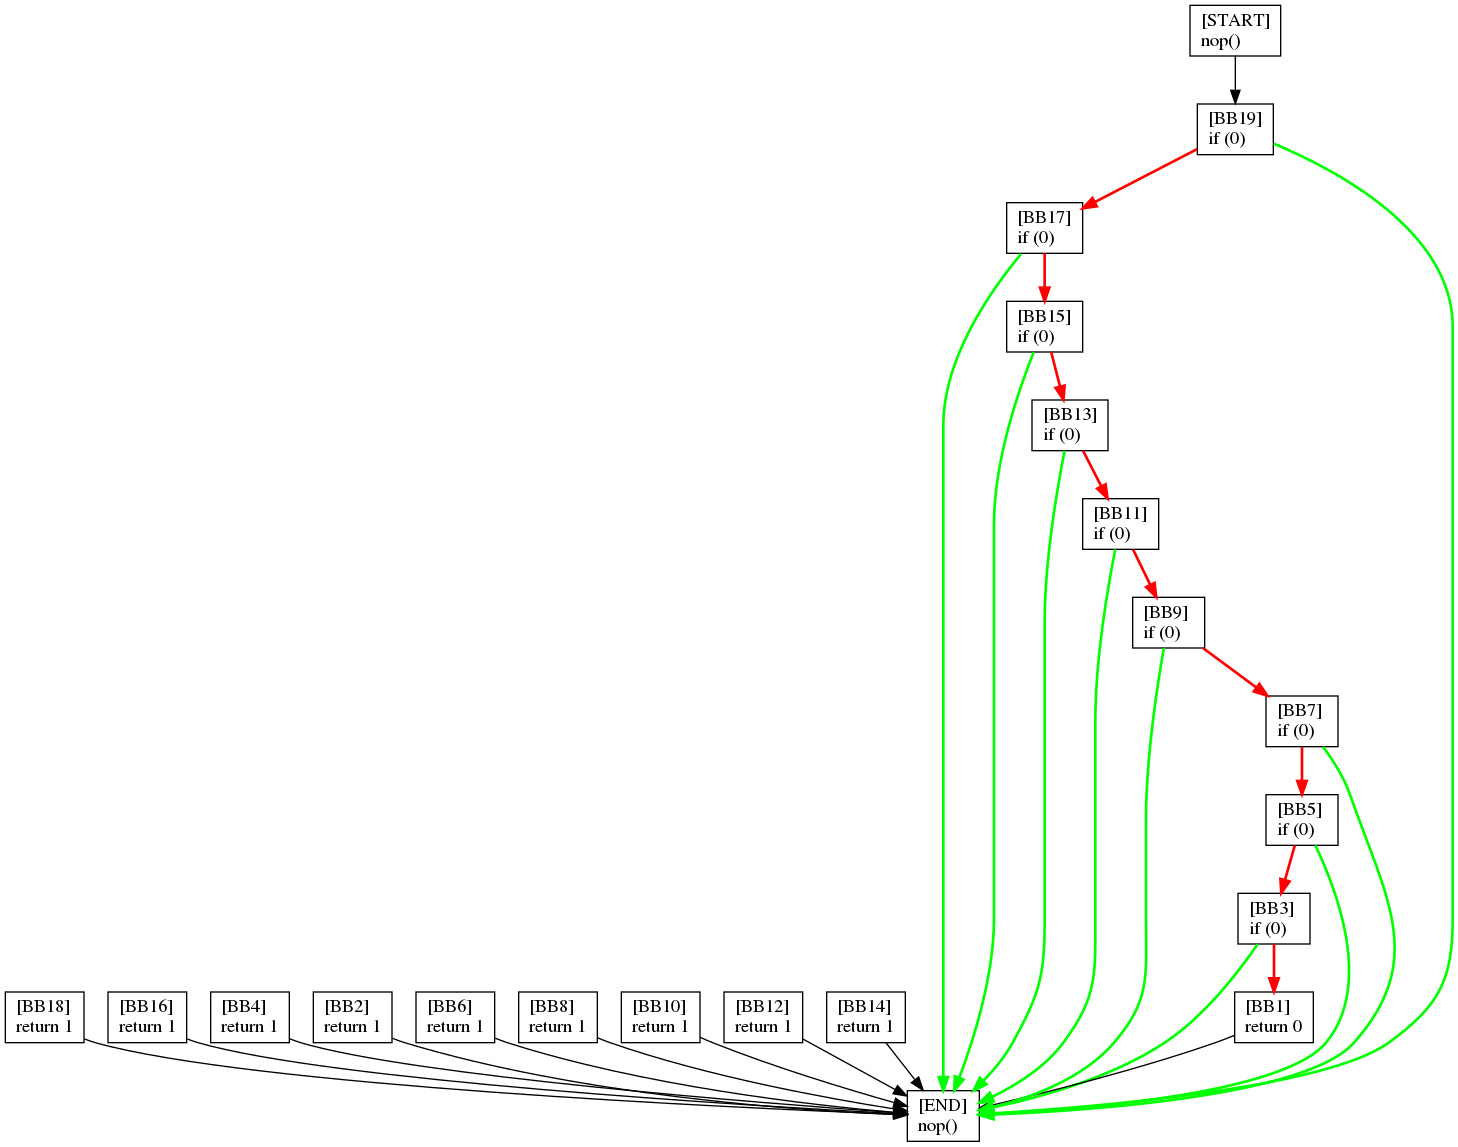 [START]
nop()
[BB19]
if (0)
[BB17]
if (0)
[BB15]
if (0)
[BB13]
if (0)
[BB11]
if (0)
[BB9]
if (0)
[BB7]
if (0)
[BB5]
if (0)
[BB3]
if (0)
[BB18]
return 1
[BB16]
return 1
[BB4]
return 1
[BB2]
return 1
[BB6]
return 1
[BB8]
return 1
[BB10]
return 1
[BB12]
return 1
[BB14]
return 1
[BB1]
return 0
[END]
nop()